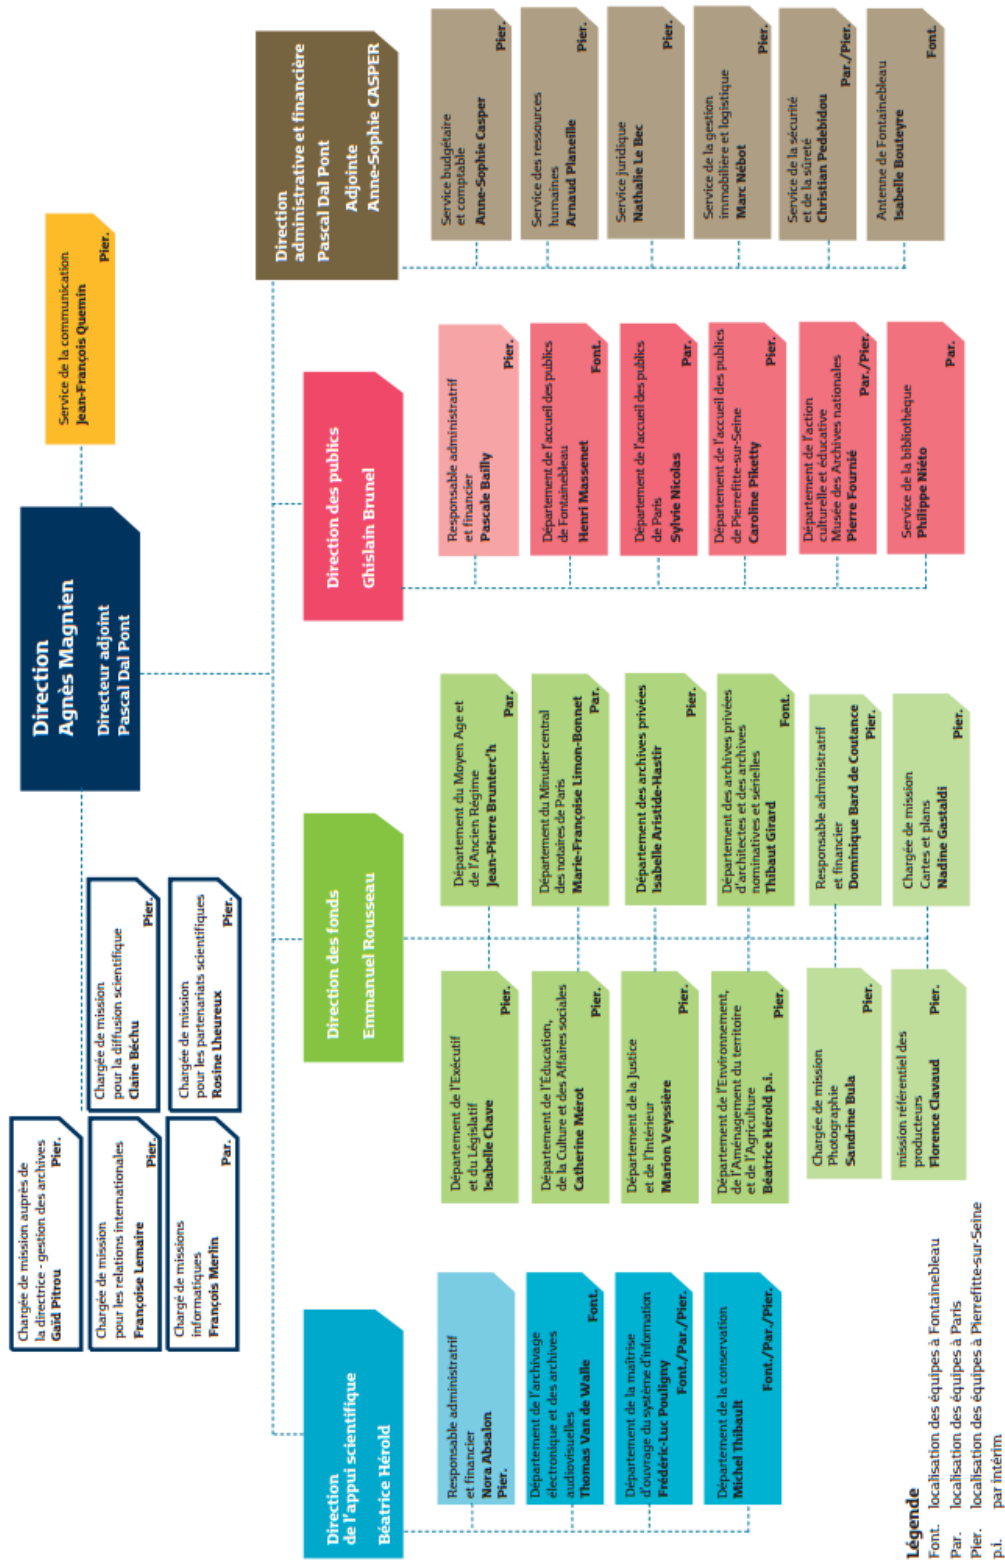 Direction
Agnès Magnien
Directeur adjoint
Pascal Dal Pont
Service de la communication
Jean-François Quemin
Pier.
Chargée de mission auprès de
la directrice - gestion des archives
Gaïd Pitrou
Pier.
Chargée de mission
pour les relations internationales
Françoise Lemaire
Pier.
Chargé de missions
informatiques
François Merlin
Par.
Chargée de mission
pour la diffusion scientifique
Claire Béchu
Pier.
Chargée de mission
pour les partenariats scientifiques
Rosine Lheureux
Pier.
Direction
de l'appui scientifique
Béatrice Hérold
Responsable administratrif
et financier
Nora Absalon
Pier.
Département de l'archivage
électronique et des archives
audiovisuelles
Thomas Van de Walle
Font.
Département de la maîtrise
d'ouvrage du système d'information
Frédéric-Luc Pouligny
Font./Par./Pier.
Département de la conservation
Michel Thibault
Font./Par./Pier.
Direction des fonds
Emmanuel Rousseau
Département de l'Exécutif
et du Législatif
Isabelle Chave
Pier.
Département de l'Éducation,
de la Culture et des Affaires sociales
Catherine Mérot
Pier.
Département de la Justice
et de l'Intérieur
Marion Veyssière
Pier.
Département de l'Environnement,
de l'Aménagement du territoire
et de l'Agriculture
Béatrice Hérold p.i.
Pier.
Chargée de mission
Photographie
Sandrine Bula
Pier.
mission référentiel des
producteurs
Florence Clavaud
Pier.
Département du Moyen Age et
de l'Ancien Régime
Jean-Pierre Brunterc'h
Par.
Département du Minutier central
des notaires de Paris
Marie-Françoise Limon-Bonnet
Par.
Département des archives privées
Isabelle Aristide-Hastir
Pier.
Département des archives privées
d'architectes et des archives
nominatives et sérielles
Thibaut Girard
Font.
Responsable administratrif
et financier
Dominique Bard de Coutance
Pier.
Chargée de mission
Cartes et plans
Nadine Gastaldi
Pier.
Direction des publics
Ghislain Brunel
Responsable administratrif
et financier
Pascale Bailly
Pier.
Département de l'accueil des publics
de Fontainebleau
Henri Massenet
Font.
Département de l'accueil des publics
de Paris
Sylvie Nicolas
Par.
Département de l'accueil des publics
de Pierrefitte-sur-Seine
Caroline Piketty
Pier.
Département de l'action
culturelle et éducative
Musée des Archives nationales
Pierre Fournié
Par./Pier.
Service de la bibliothèque
Philippe Niéto
Par.
Direction
administrative et financière
Pascal Dal Pont
Adjointe
Anne-Sophie CASPER
Service budgétaire
et comptable
Anne-Sophie Casper
Pier.
Service des ressources
humaines
Arnaud Planeille
Pier.
Service juridique
Nathalie Le Bec
Pier.
Service de la gestion
immobilière et logistique
Marc Nébot
Pier.
Service de la sécurité
et de la sûreté
Christian Pedebidou
Par./Pier.
Antenne de Fontainebleau
Isabelle Bouteyre
Font.
Légende
Font. localisation des équipes à Fontainebleau
Par. localisation des équipes à Paris
Pier. localisation des équipes à Pierrefitte-sur-Seine
p.i. par intérim